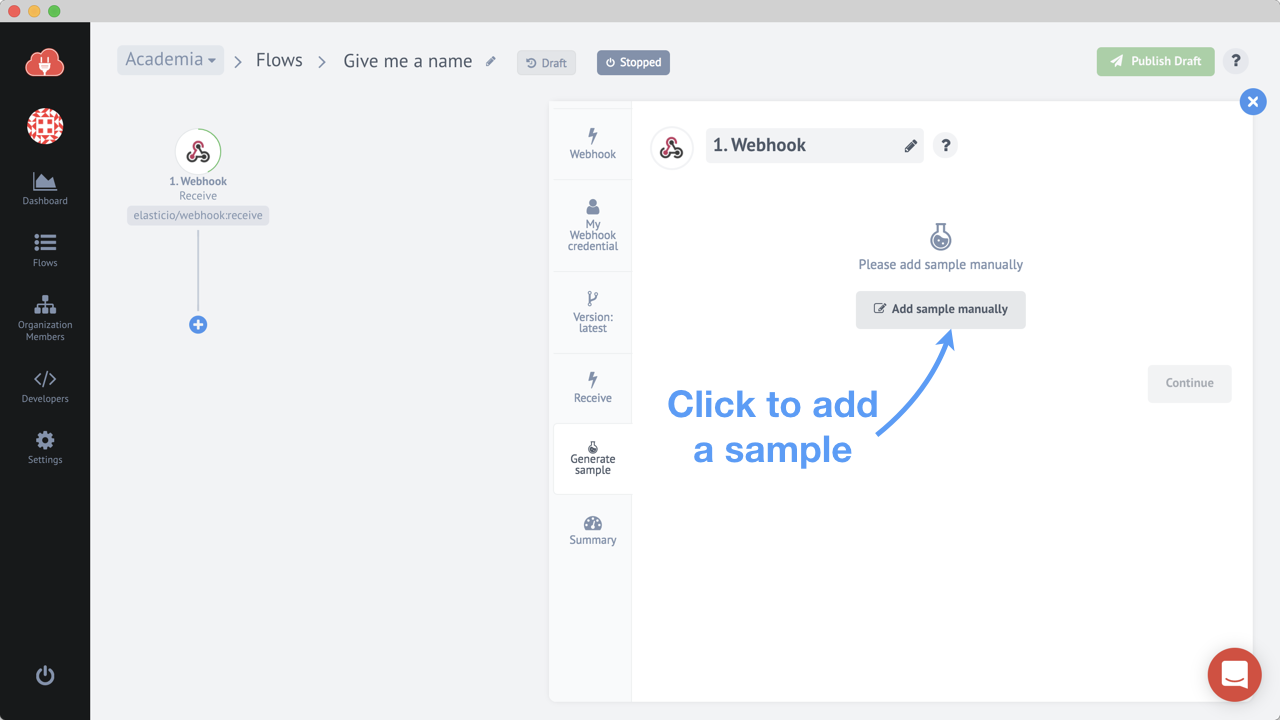 Academia
Flows
Give me a name
Draft
Stopped
Publish Draft
?
Dashboard
Flows
Organization
Members
Developers
Settings
1. Webhook
Receive
elasticio/webhook:receive
Webhook
My
Webhook
credential
Version:
latest
Receive
Generate
sample
Summary
1. Webhook
?
Please add sample manually
Add sample manually
Continue
Click to add
a sample